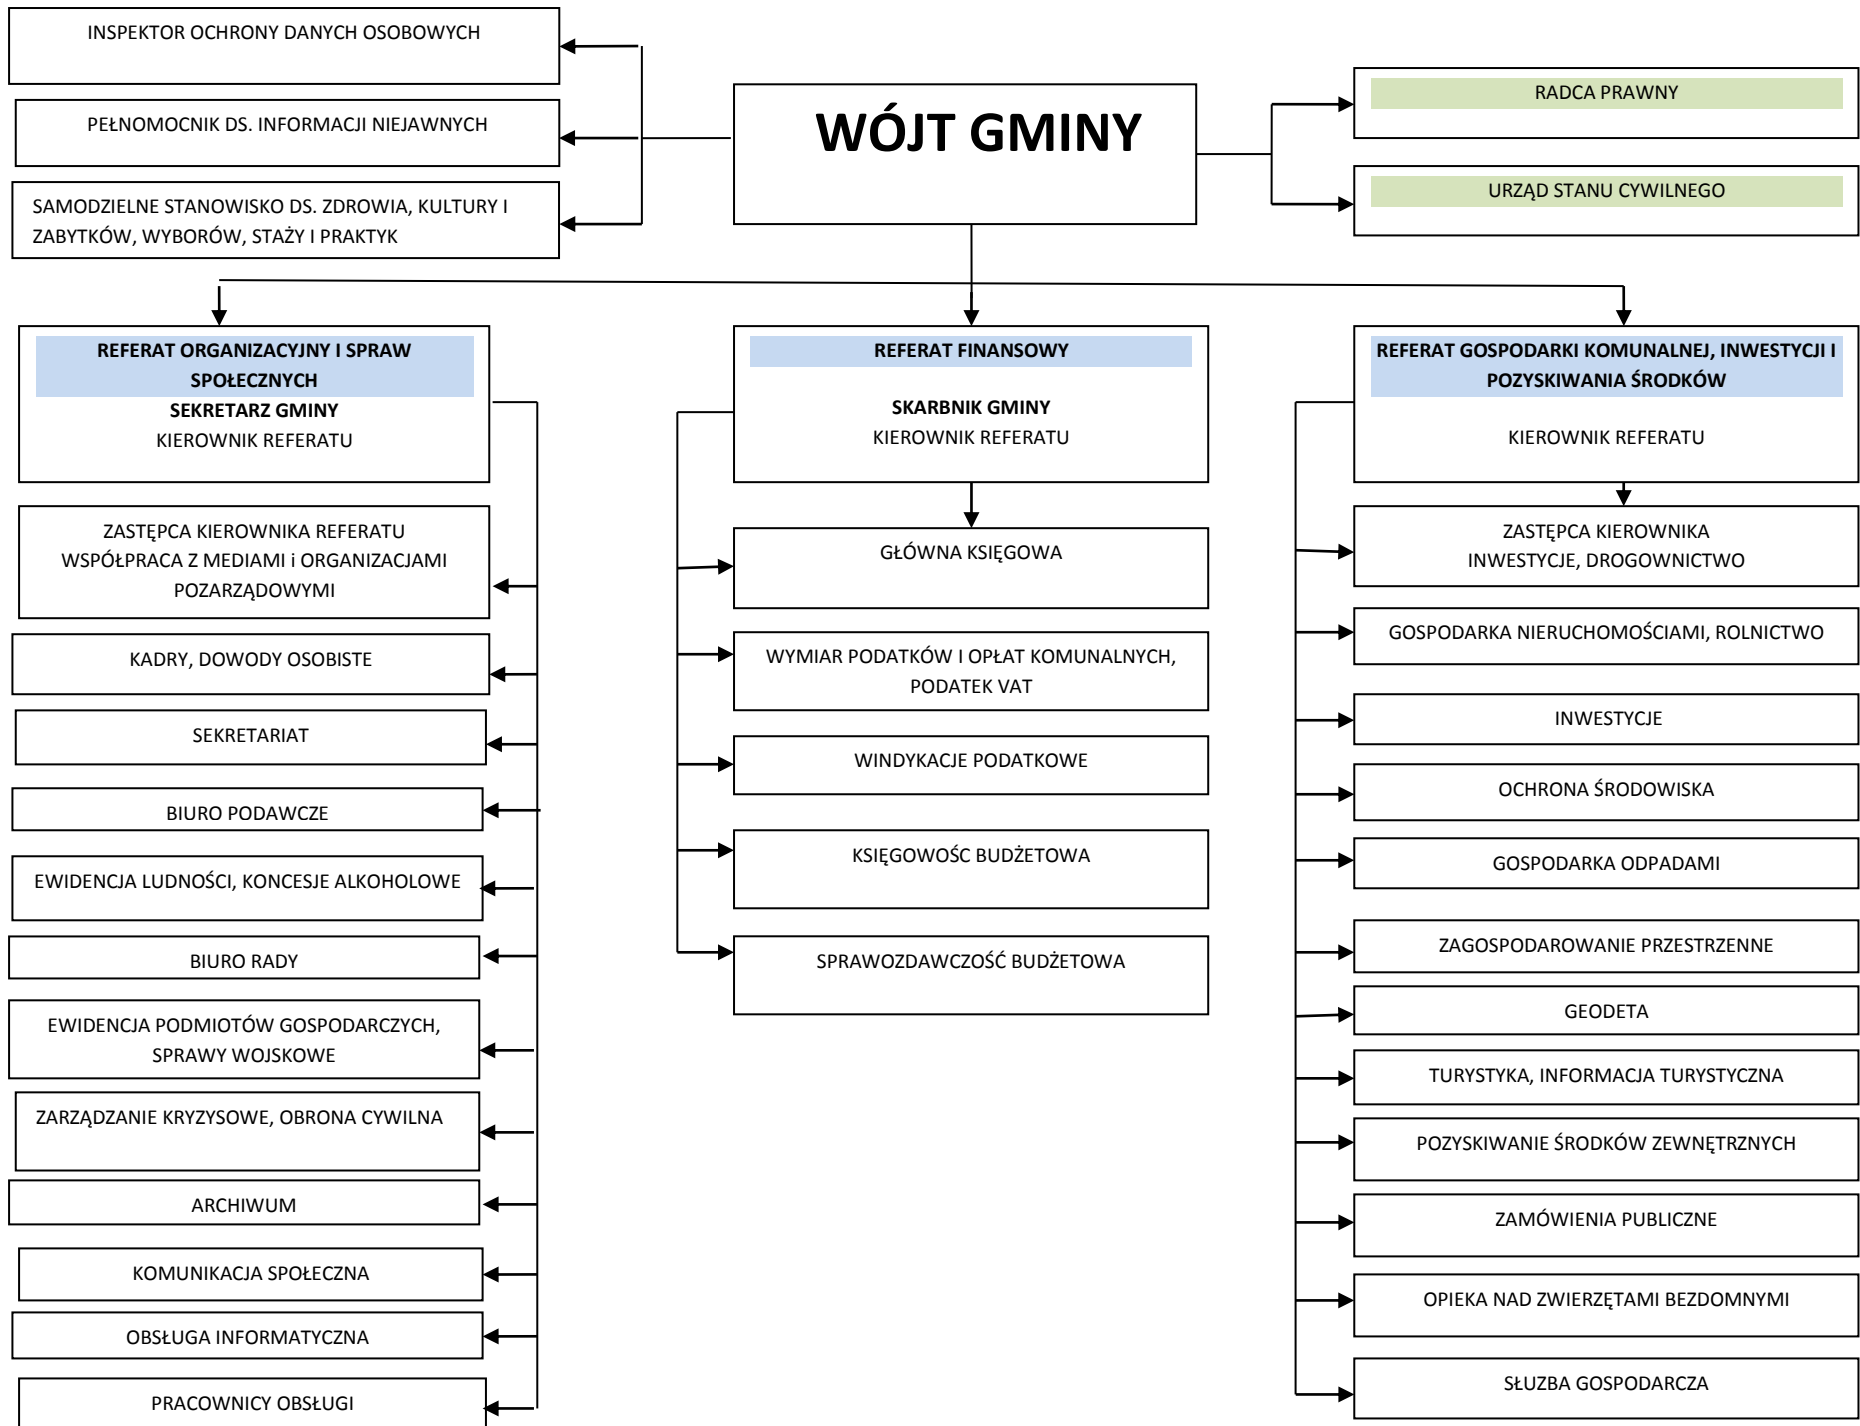 INSPEKTOR OCHRONY DANYCH OSOBOWYCH
PEŁNOMOCNIK DS. INFORMACJI NIEJAWNYCH
SAMODZIELNE STANOWISKO DS. ZDROWIA, KULTURY I
ZABYTKÓW, WYBORÓW, STAŻY I PRAKTYK
WÓJT GMINY
RADCA PRAWNY
URZĄD STANU CYWILNEGO
REFERAT ORGANIZACYJNY I SPRAW
SPOŁECZNYCH
SEKRETARZ GMINY
KIEROWNIK REFERATU
ZASTĘPCA KIEROWNIKA REFERATU
WSPÓŁPRACA Z MEDIAMI i ORGANIZACJAMI
POZARZĄDOWYMI
KADRY, DOWODY OSOBISTE
SEKRETARIAT
BIURO PODAWCZE
EWIDENCJA LUDNOŚCI, KONCESJE ALKOHOLOWE
BIURO RADY
EWIDENCJA PODMIOTÓW GOSPODARCZYCH,
SPRAWY WOJSKOWE
ZARZĄDZANIE KRYZYSOWE, OBRONA CYWILNA
ARCHIWUM
KOMUNIKACJA SPOŁECZNA
OBSŁUGA INFORMATYCZNA
PRACOWNICY OBSŁUGI
REFERAT FINANSOWY
SKARBNIK GMINY
KIEROWNIK REFERATU
GŁÓWNA KSIĘGOWA
WYMIAR PODATKÓW I OPŁAT KOMUNALNYCH,
PODATEK VAT
WINDYKACJE PODATKOWE
KSIĘGOWOŚC BUDŻETOWA
SPRAWOZDAWCZOŚĆ BUDŻETOWA
REFERAT GOSPODARKI KOMUNALNEJ, INWESTYCJI I
POZYSKIWANIA ŚRODKÓW
KIEROWNIK REFERATU
ZASTĘPCA KIEROWNIKA
INWESTYCJE, DROGOWNICTWO
GOSPODARKA NIERUCHOMOŚCIAMI, ROLNICTWO
INWESTYCJE
OCHRONA ŚRODOWISKA
GOSPODARKA ODPADAMI
ZAGOSPODAROWANIE PRZESTRZENNE
GEODETA
TURYSTYKA, INFORMACJA TURYSTYCZNA
POZYSKIWANIE ŚRODKÓW ZEWNĘTRZNYCH
ZAMÓWIENIA PUBLICZNE
OPIEKA NAD ZWIERZĘTAMI BEZDOMNYMI
SŁUZBA GOSPODARCZA